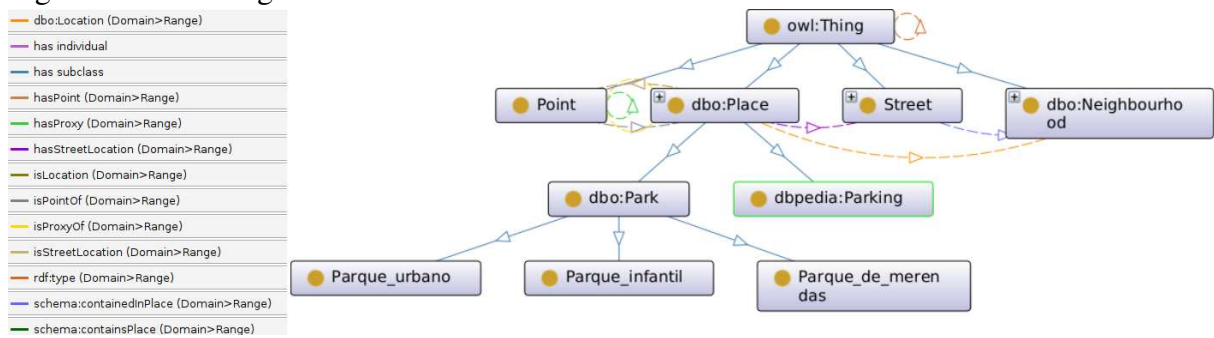 dbo:Location (Domain>Range)
has individual
has subclass
hasPoint (Domain>Range)
hasProxy (Domain>Range)
hasStreetLocation (Domain>Range)
isLocation (Domain>Range)
isPointOf (Domain>Range)
isProxyOf (Domain>Range)
isStreetLocation (Domain>Range)
rdf:type (Domain>Range)
schema:containedInPlace (Domain>Range)
schema:containsPlace (Domain>Range)
owl:Thing
Point
dbo:Place
Street
dbo:Neighbourho
od
dbo:Park
dbpedia:Parking
Parque_urbano
Parque_infantil
Parque_de_meren
das